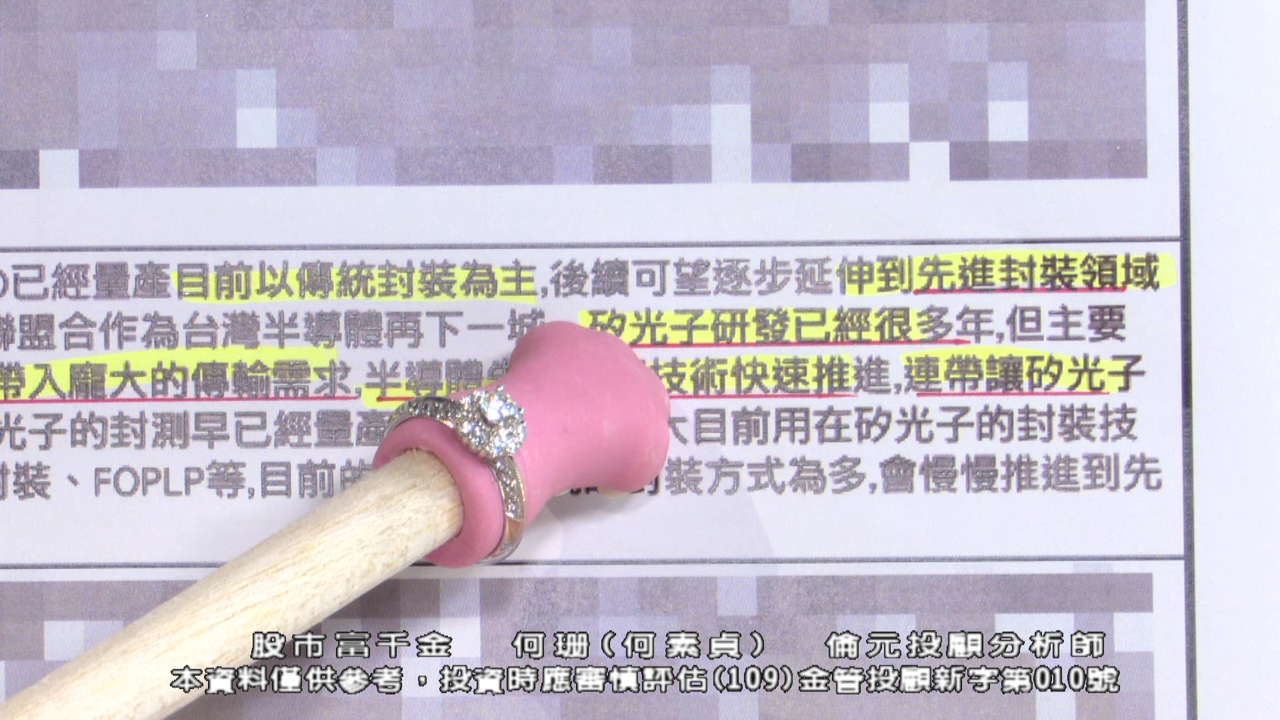 已經量產目前以傳統封裝為主,後續可望逐步延伸到先進封裝領域
聯盟合作為台灣半導體再下一城 矽光子研發已經很多年,但主要
帶入龐大的傳輸需求,半導體 技術快速推進,連帶讓矽光子
光子的封測早已經量產 大目前用在矽光子的封裝技
封裝、FOPLP等,目前的 封裝方式為多,會慢慢推進到先
股市富千金 何珊(何素貞) 倫元投顧分析師
本資料僅供參考,投資時應審慎評估(109)金管投顧新字第010號